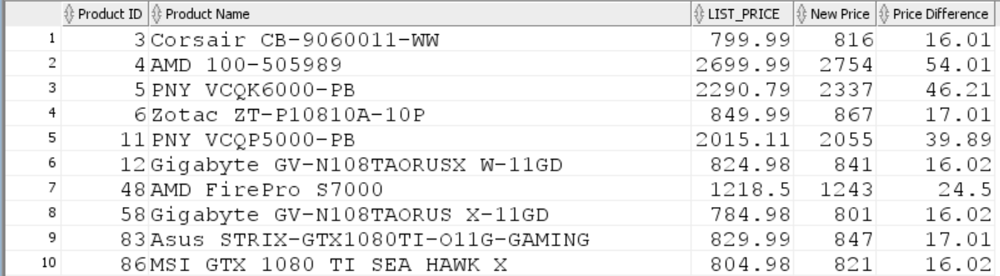 Product ID Product Name LIST_PRICE New Price Price Difference
1 3 Corsair CB-9060011-WW 799.99 816 16.01
2 4 AMD 100-505989 2699.99 2754 54.01
3 5 PNY VCQK6000-PB 2290.79 2337 46.21
4 6 Zotac ZT-P10810A-10P 849.99 867 17.01
5 11 PNY VCQP5000-PB 2015.11 2055 39.89
6 12 Gigabyte GV-N108TAORUSX W-11GD 824.98 841 16.02
7 48 AMD FirePro S7000 1218.5 1243 24.5
8 58 Gigabyte GV-N108TAORUS X-11GD 784.98 801 16.02
9 83 Asus STRIX-GTX1080TI-O11G-GAMING 829.99 847 17.01
10 86 MSI GTX 1080 TI SEA HAWK X 804.98 821 16.02